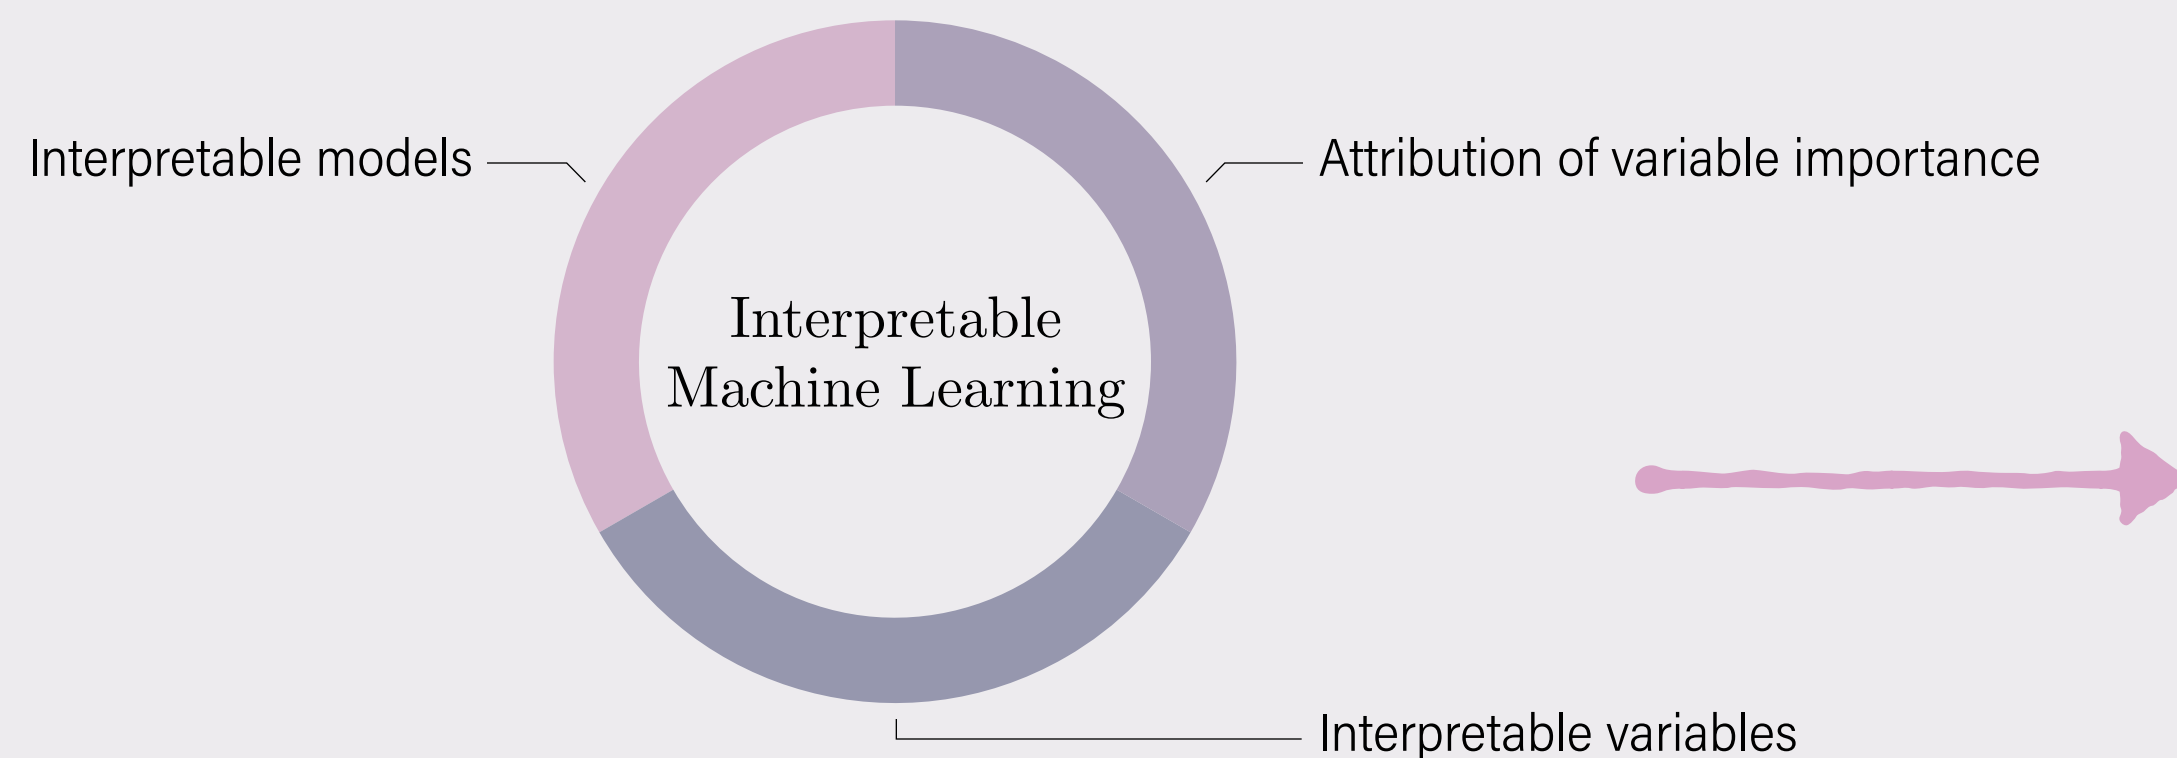 Interpretable models
Attribution of variable importance
Interpretable
Machine Learning
Interpretable variables